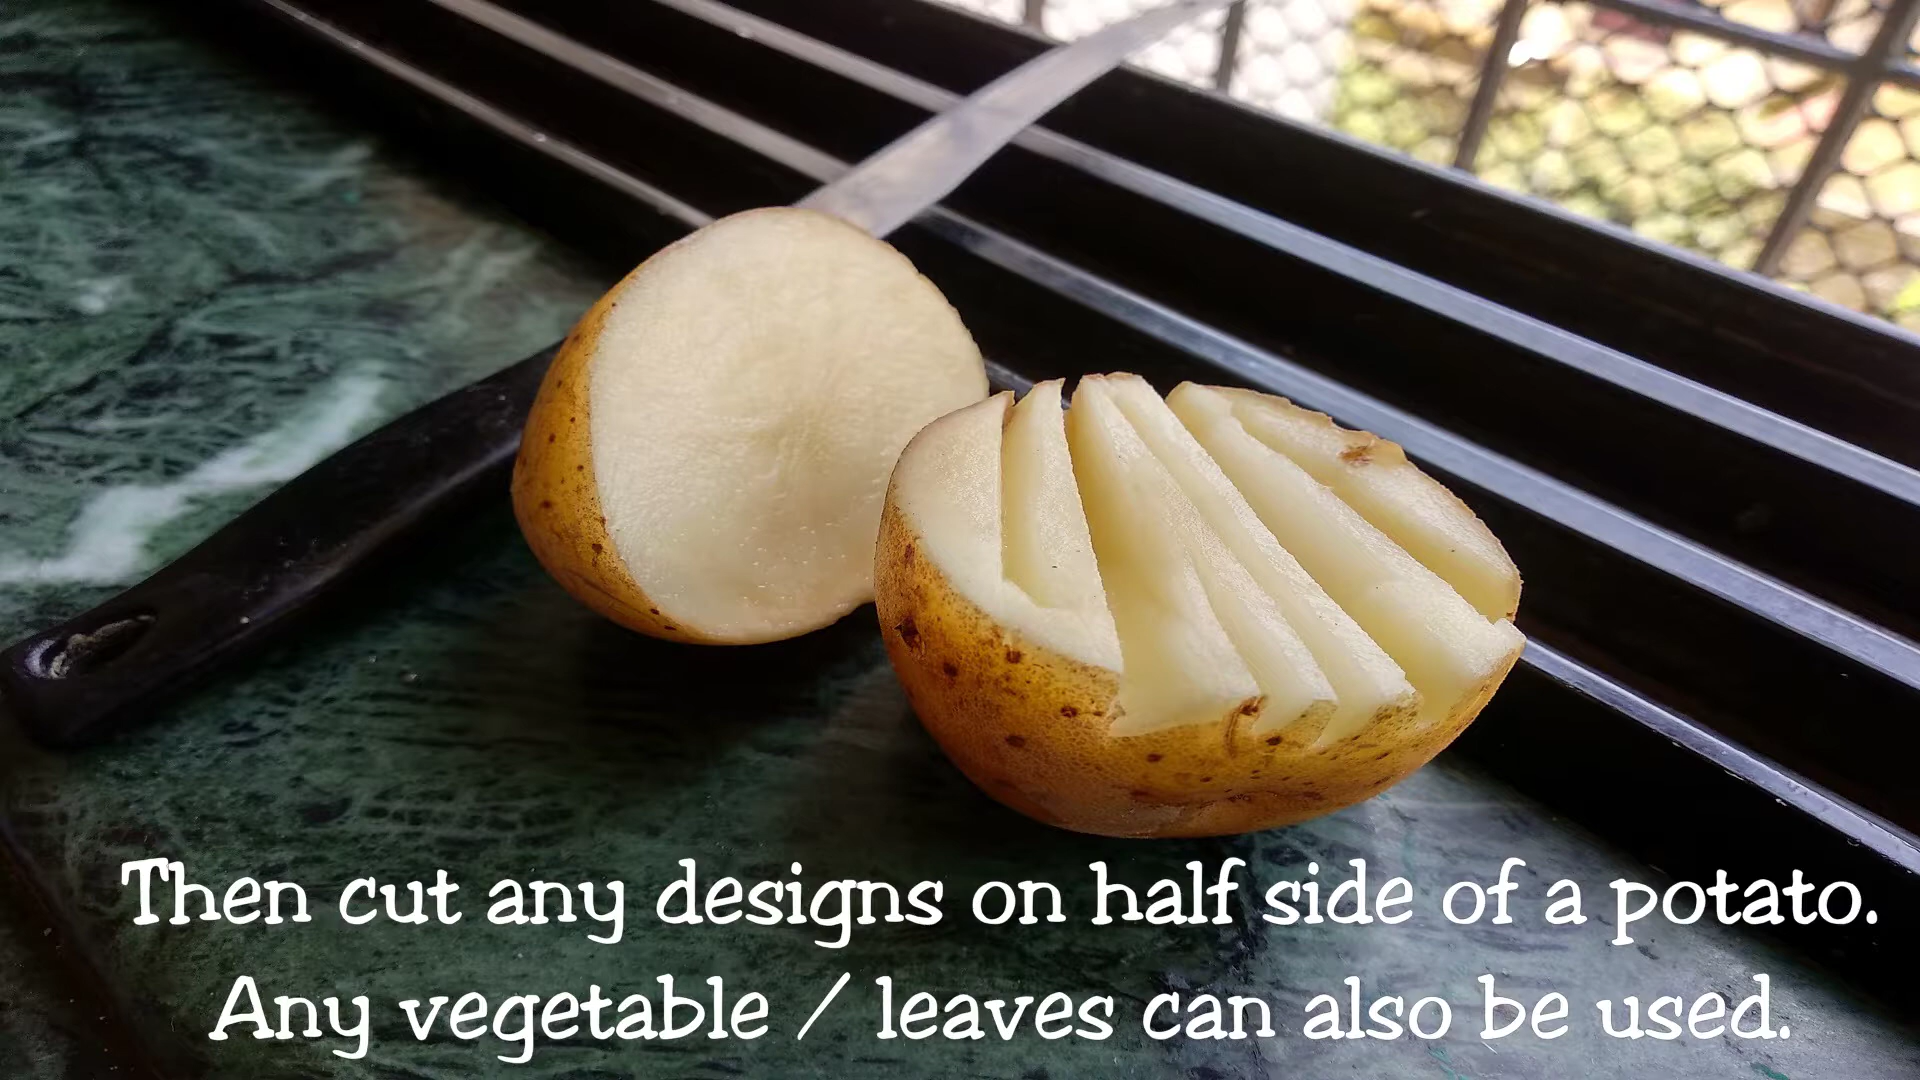 Then cut any designs on half side of a potato.
Any vegetable / leaves can also be used.